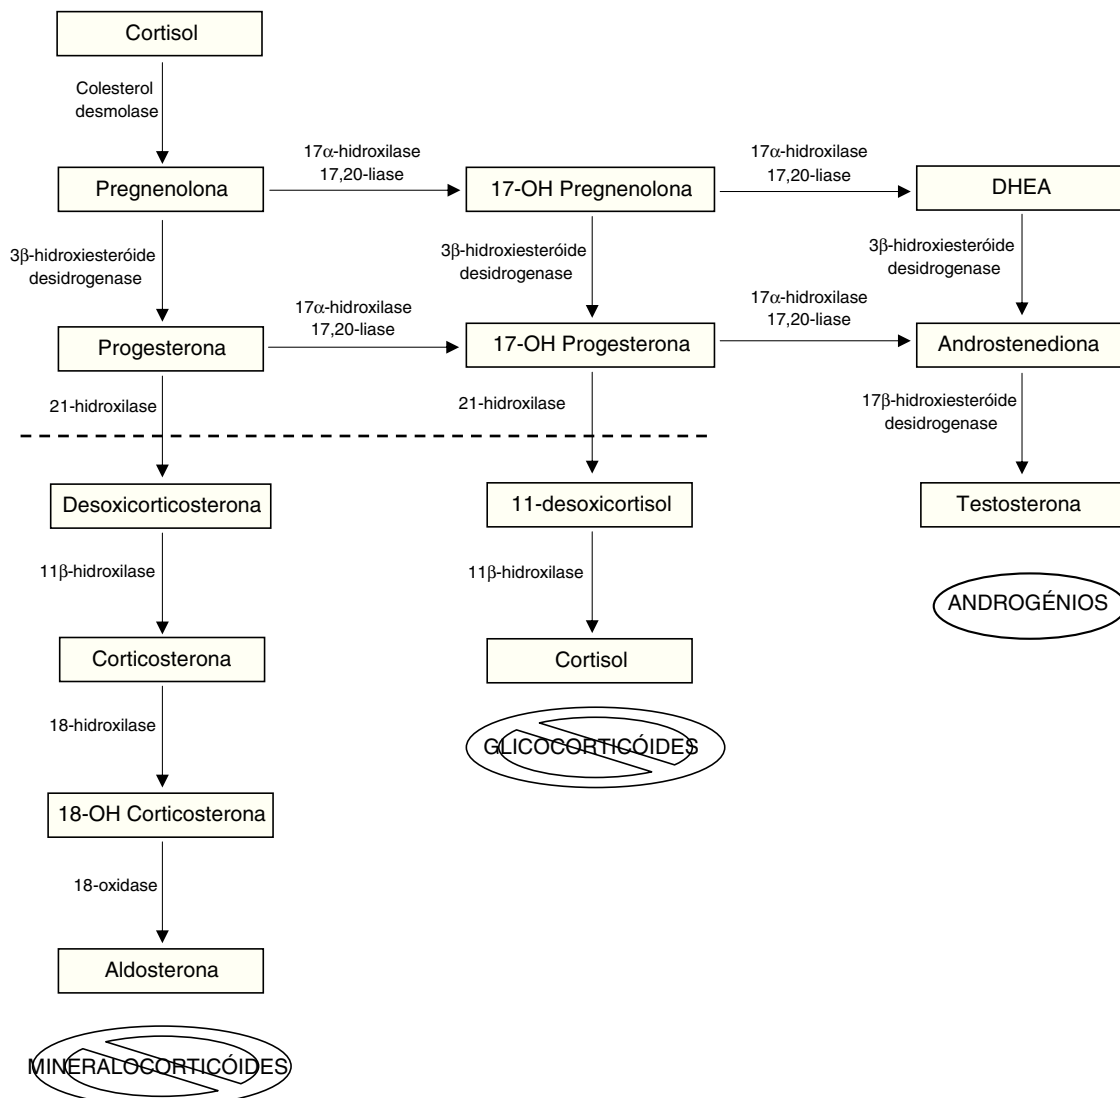 Cortisol
Colesterol
desmolase
17α-hidroxilase
17,20-liase
17α-hidroxilase
17,20-liase
Pregnenolona
17-OH Pregnenolona
DHEA
3β-hidroxiesteróide
desidrogenase
3β-hidroxiesteróide
desidrogenase
3β-hidroxiesteróide
desidrogenase
17α-hidroxilase
17,20-liase
17α-hidroxilase
17,20-liase
Progesterona
17-OH Progesterona
Androstenediona
21-hidroxilase
21-hidroxilase
17β-hidroxiesteróide
desidrogenase
Desoxicorticosterona
11-desoxicortisol
Testosterona
11β-hidroxilase
11β-hidroxilase
ANDROGÉNIOS
Corticosterona
Cortisol
18-hidroxilase
GLICOCORTICÓIDES
18-OH Corticosterona
18-oxidase
Aldosterona
MINERALOCORTICÓIDES